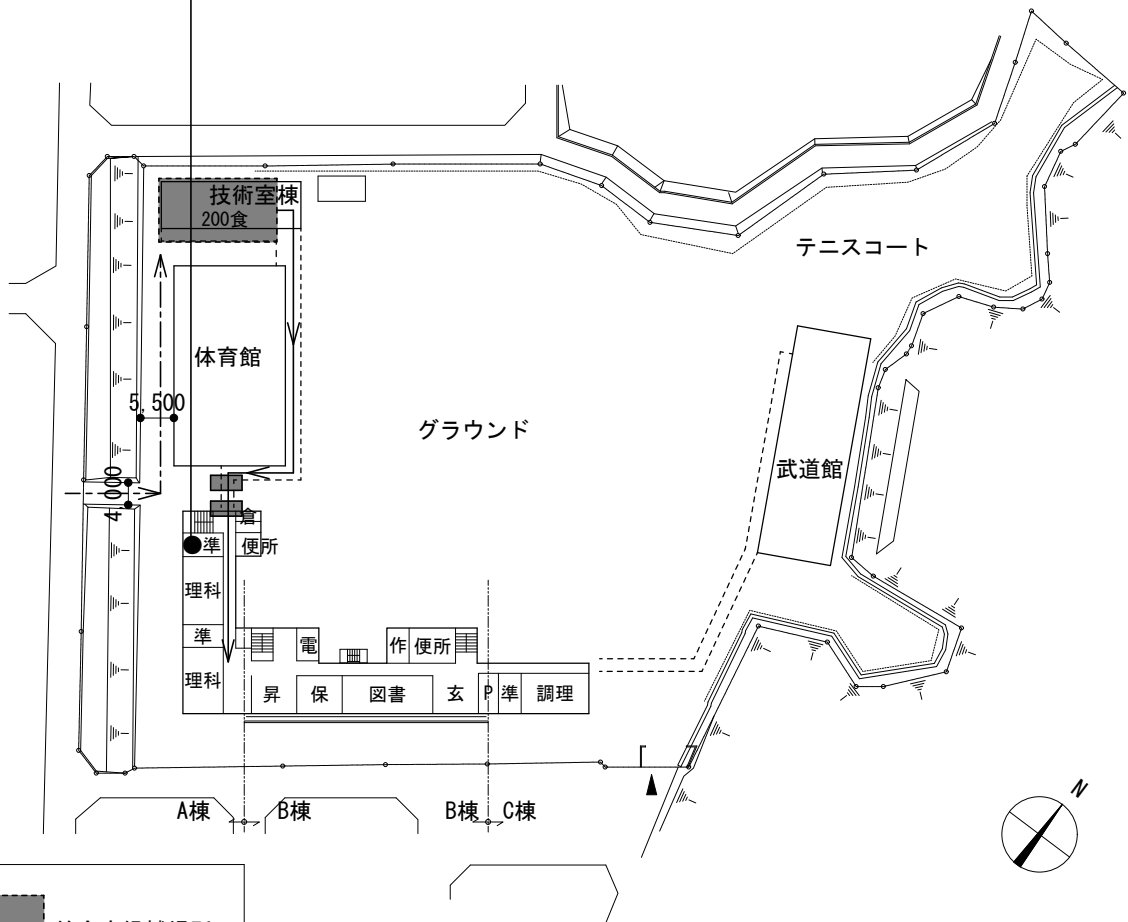 技術室棟
200食
テニスコート
体育館
5,500
グラウンド
武道館
4,000
倉
準
便所
理科
準
電
作
便所
理科
昇
保
図書
玄
P
準
調理
A棟
B棟
B棟
C棟
N